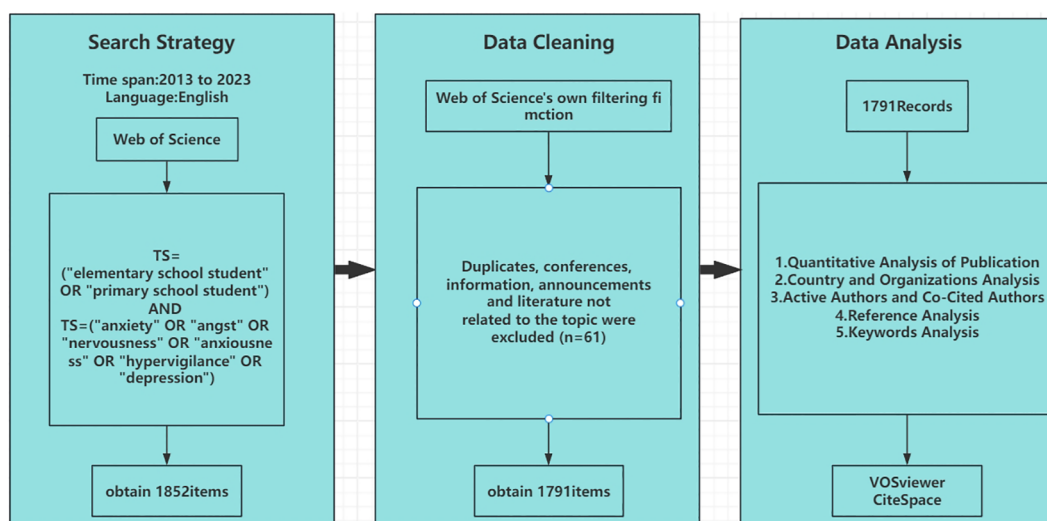 Search Strategy
Time span:2013 to 2023
Language:English
Web of Science
TS=
("elementary school student"
OR "primary school student")
AND
TS=("anxiety" OR "angst" OR
"nervousness" OR "anxiousne
ss" OR "hypervigilance" OR
"depression")
obtain 1852items
Data Cleaning
Web of Science's own filtering fi
mction
Duplicates, conferences,
information, announcements
and literature not
related to the topic were
excluded (n=61)
obtain 1791items
Data Analysis
1791Records
1.Quantitative Analysis of Publication
2.Country and Organizations Analysis
3.Active Authors and Co-Cited Authors
4.Reference Analysis
5.Keywords Analysis
VOSviewer
CiteSpace